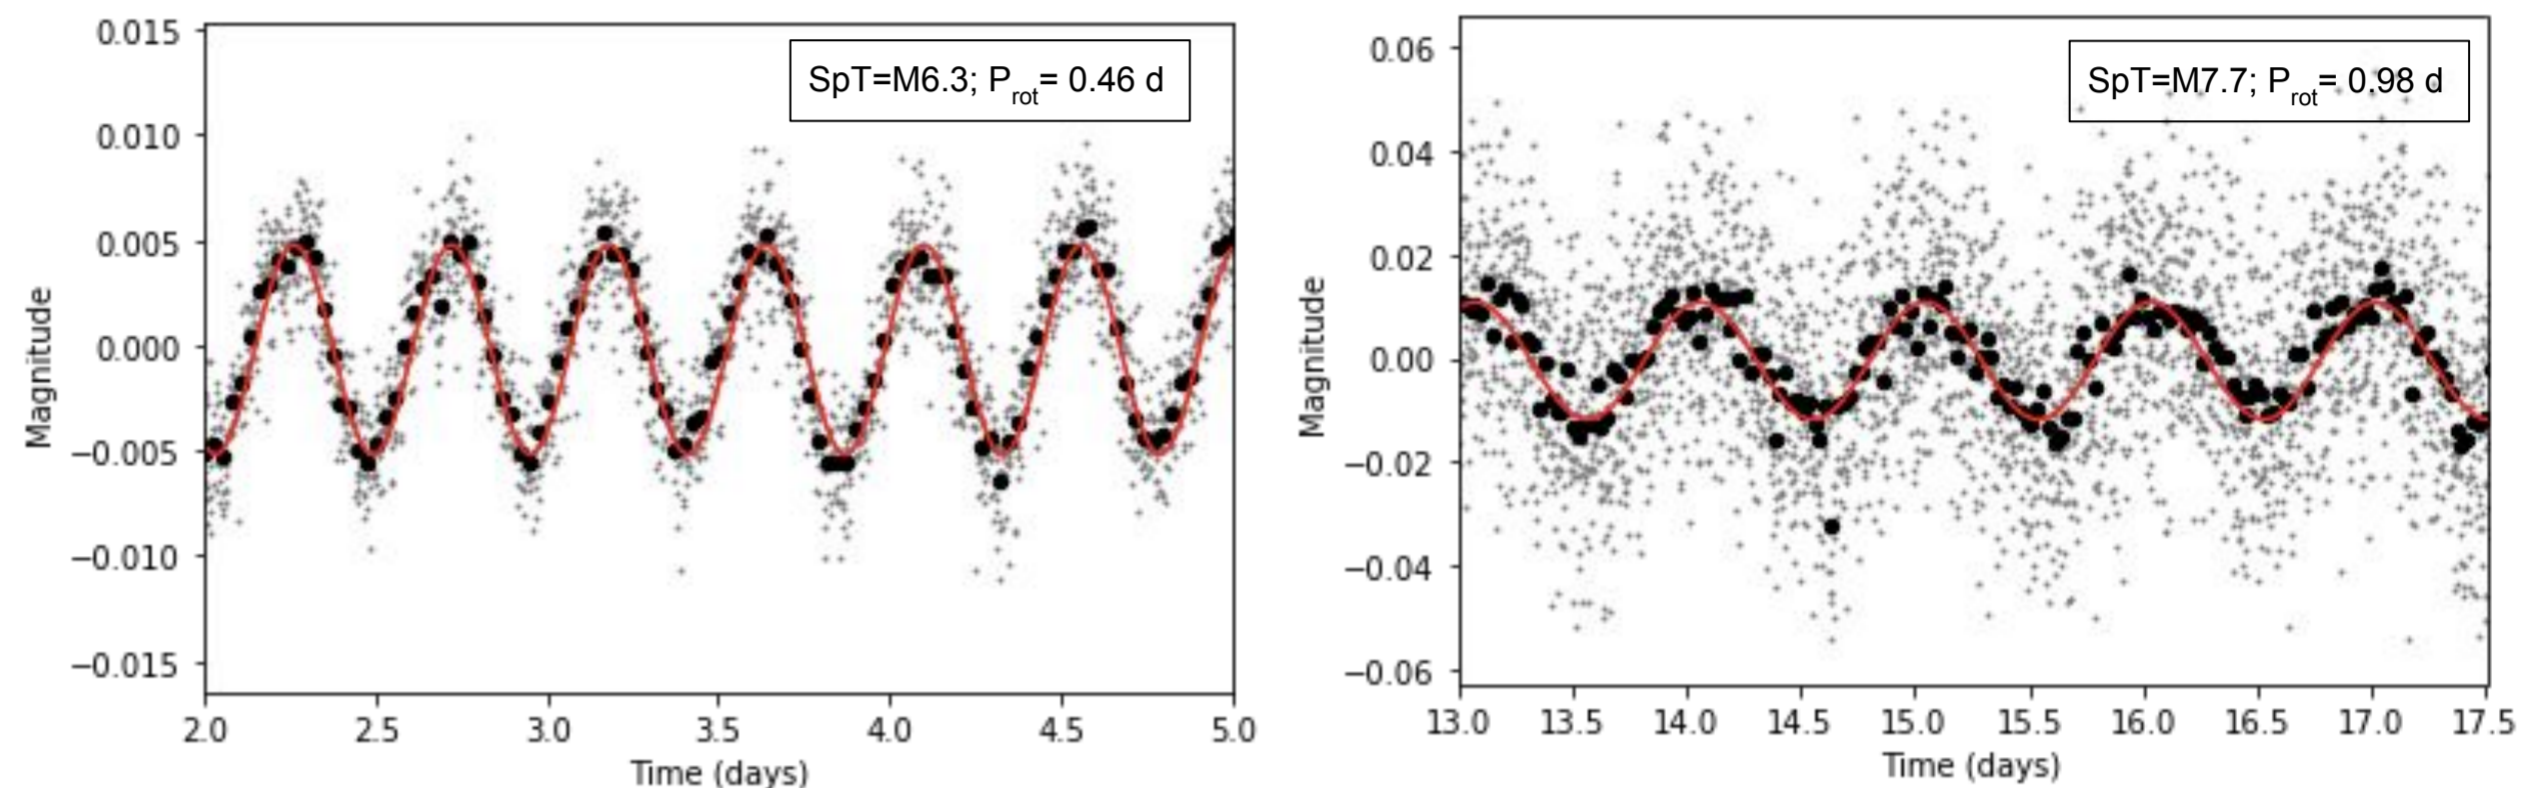 SpT=M6.3; Prot= 0.46 d
0.015
0.010
0.005
0.000
−0.005
−0.010
−0.015
Magnitude
2.0 2.5 3.0 3.5 4.0 4.5 5.0
Time (days)
SpT=M7.7; Prot= 0.98 d
0.06
0.04
0.02
0.00
−0.02
−0.04
−0.06
Magnitude
13.0 13.5 14.0 14.5 15.0 15.5 16.0 16.5 17.0 17.5
Time (days)